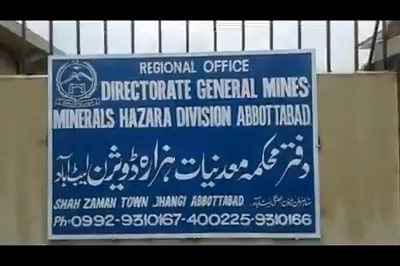 REGIONAL OFFICE
DIRECTORATE GENERAL MINES
MINERALS HAZARA DIVISION ABBOTTABAD
دفتر محکمہ معدنیات ہزارہ ڈویژن ایبٹ آباد
SHAH ZAMAN TOWN JHANGI ABBOTTABAD
Ph:0992-9310167-400225-9310166